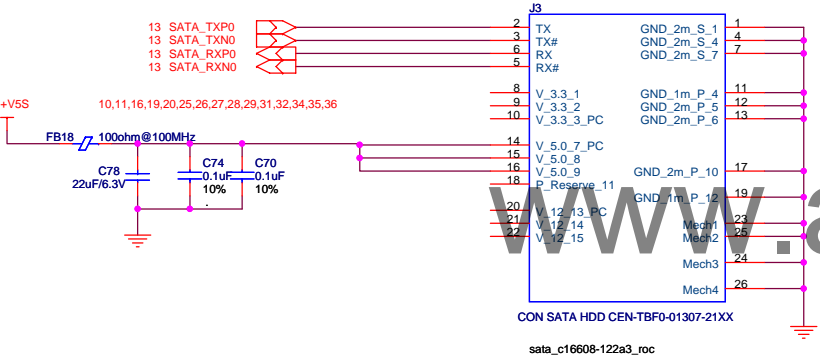 J3
13 SATA_TXP0 2 TX GND_2m_S_1 1
13 SATA_TXN0 3 TX# GND_2m_S_4 4
13 SATA_RXP0 6 RX GND_2m_S_7 7
13 SATA_RXN0 5 RX#
8 V_3.3_1 GND_1m_P_4 11
+V5S 10,11,16,19,20,25,26,27,28,29,31,32,34,35,36 9 V_3.3_2 GND_2m_P_5 12
10 V_3.3_3_PC GND_2m_P_6 13
FB18 100ohm@100MHz 14 V_5.0_7_PC
15 V_5.0_8
C78 C74 C70 16 V_5.0_9 GND_2m_P_10 17
22uF/6.3V 0.1uF 0.1uF 18 P_Reserve_11
10% 10% GND_1m_P_12 19
20 V_12_13_PC
21 V_12_14 Mech1 23
22 V_12_15 Mech2 25
www.a
Mech3 24
Mech4 26
CON SATA HDD CEN-TBF0-01307-21XX
sata_c16608-122a3_roc